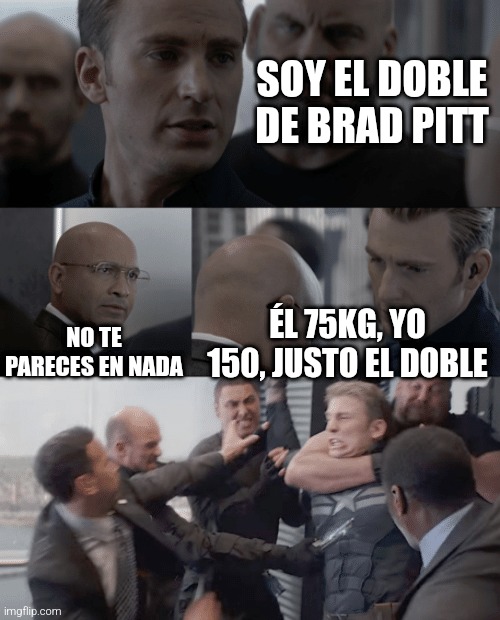 SOY EL DOBLE
DE BRAD PITT
NO TE
PARECES EN NADA
ÉL 75KG, YO
150, JUSTO EL DOBLE
imgflip.com